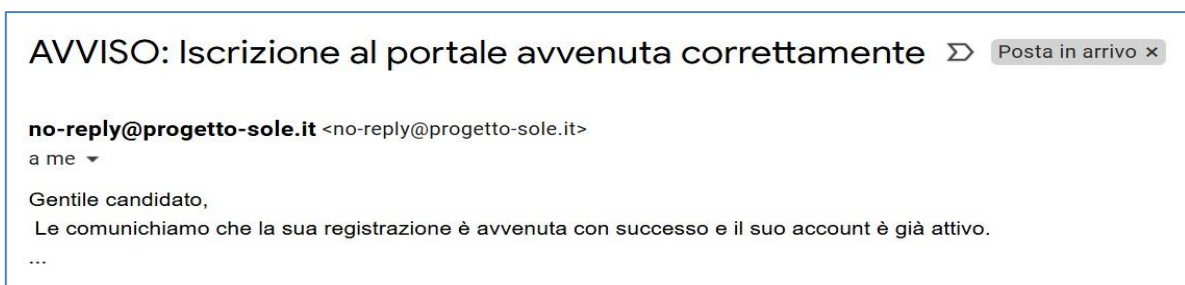 AVVISO: Iscrizione al portale avvenuta correttamente Posta in arrivo ×
no-reply@progetto-sole.it <no-reply@progetto-sole.it>
a me
Gentile candidato,
Le comunichiamo che la sua registrazione è avvenuta con successo e il suo account è già attivo.
...